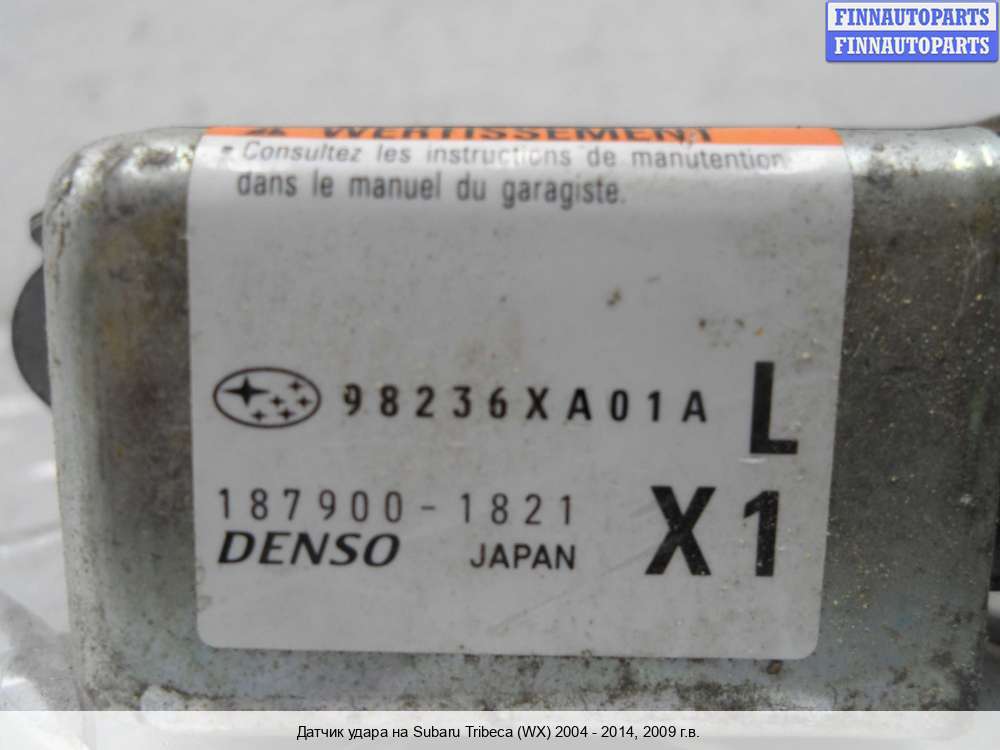 FINNAUTOPARTS
FINNAUTOPARTS
WERTISSEMENT
• Consultez les instructions de manutention
dans le manuel du garagiste.
98236XA01A L
187900-1821 X1
DENSO JAPAN
Датчик удара на Subaru Tribeca (WX) 2004 - 2014, 2009 г.в.